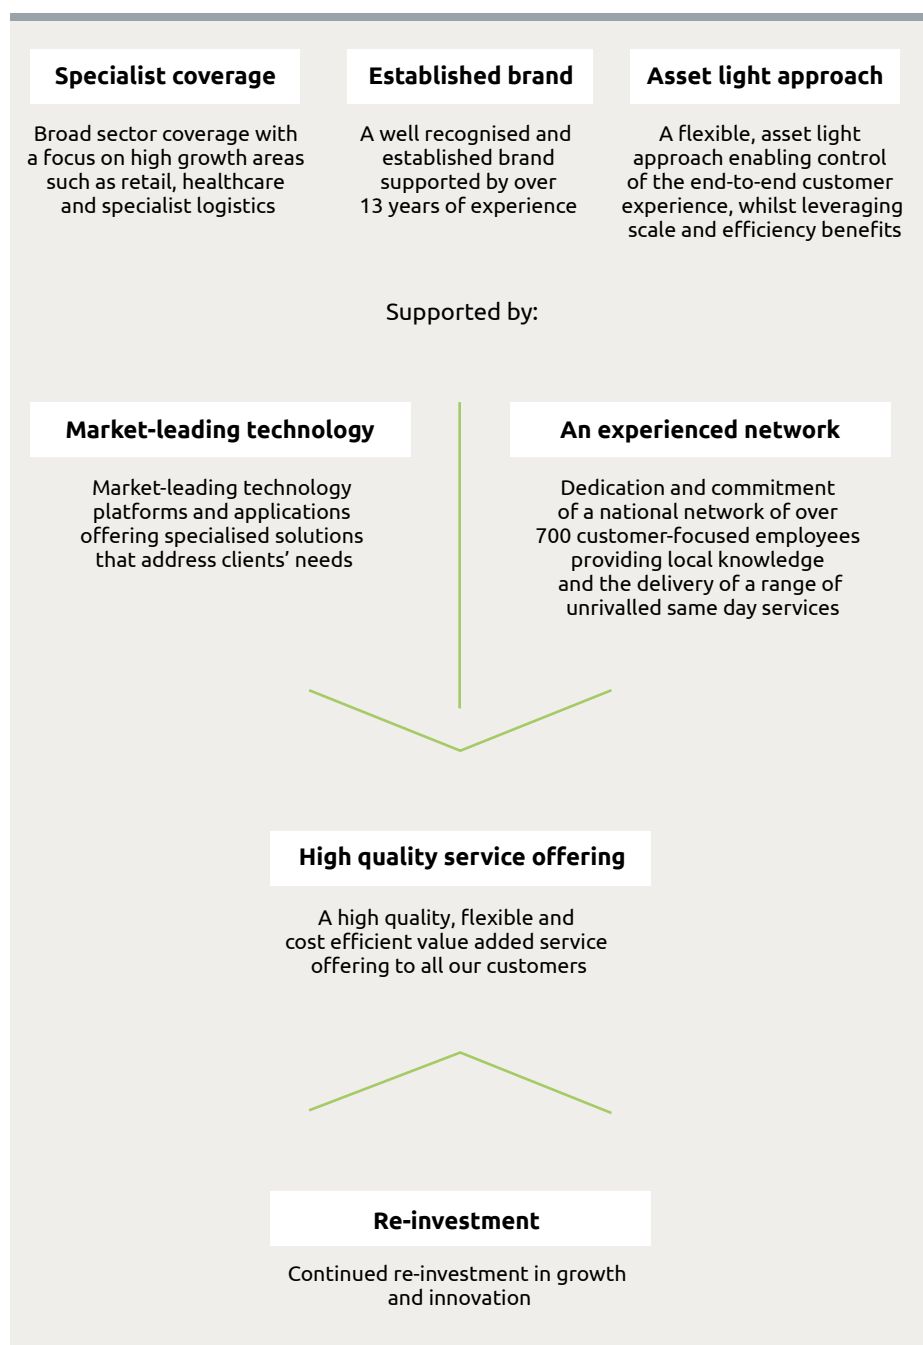 Specialist coverage
Broad sector coverage with
a focus on high growth areas
such as retail, healthcare
and specialist logistics
Established brand
A well recognised and
established brand
supported by over
13 years of experience
Asset light approach
A flexible, asset light
approach enabling control
of the end-to-end customer
experience, whilst leveraging
scale and efficiency benefits
Supported by:
Market-leading technology
Market-leading technology
platforms and applications
offering specialised solutions
that address clients’ needs
An experienced network
Dedication and commitment
of a national network of over
700 customer-focused employees
providing local knowledge
and the delivery of a range of
unrivalled same day services
High quality service offering
A high quality, flexible and
cost efficient value added service
offering to all our customers
Re-investment
Continued re-investment in growth
and innovation